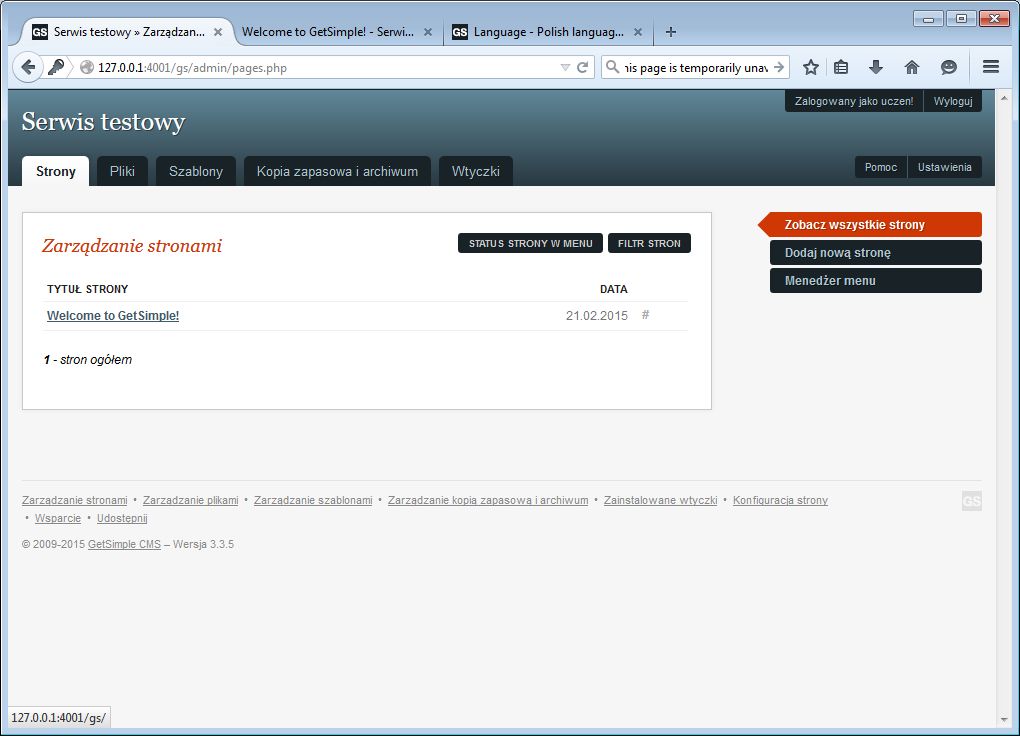 GS Serwis testowy » Zarządzan... Welcome to GetSimple! - Serwi... GS Language - Polish languag...
127.0.0.1:4001/gs/admin/pages.php his page is temporarily unav
Zalogowany jako uczen! Wyloguj
Serwis testowy
Strony Pliki Szablony Kopia zapasowa i archiwum Wtyczki Pomoc Ustawienia
Zarządzanie stronami STATUS STRONY W MENU FILTR STRON
TYTUŁ STRONY DATA
Welcome to GetSimple! 21.02.2015 #
1 - stron ogółem
Zobacz wszystkie strony
Dodaj nową stronę
Menedżer menu
Zarządzanie stronami • Zarządzanie plikami • Zarządzanie szablonami • Zarządzanie kopią zapasową i archiwum • Zainstalowane wtyczki • Konfiguracja strony GS
• Wsparcie • Udostępnij
© 2009-2015 GetSimple CMS – Wersja 3.3.5
127.0.0.1:4001/gs/